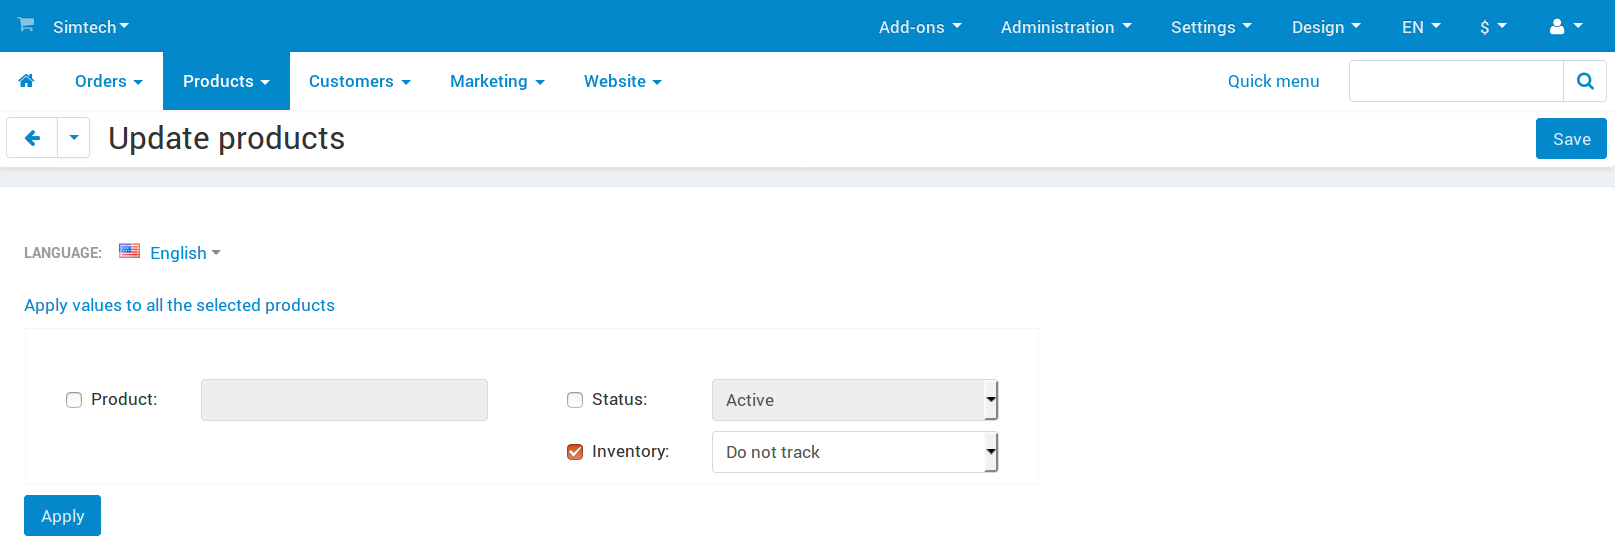 Simtech Add-ons Administration Settings Design EN $
Orders Products Customers Marketing Website Quick menu
Update products Save
LANGUAGE: English
Apply values to all the selected products
Product: Status: Active
Inventory: Do not track
Apply